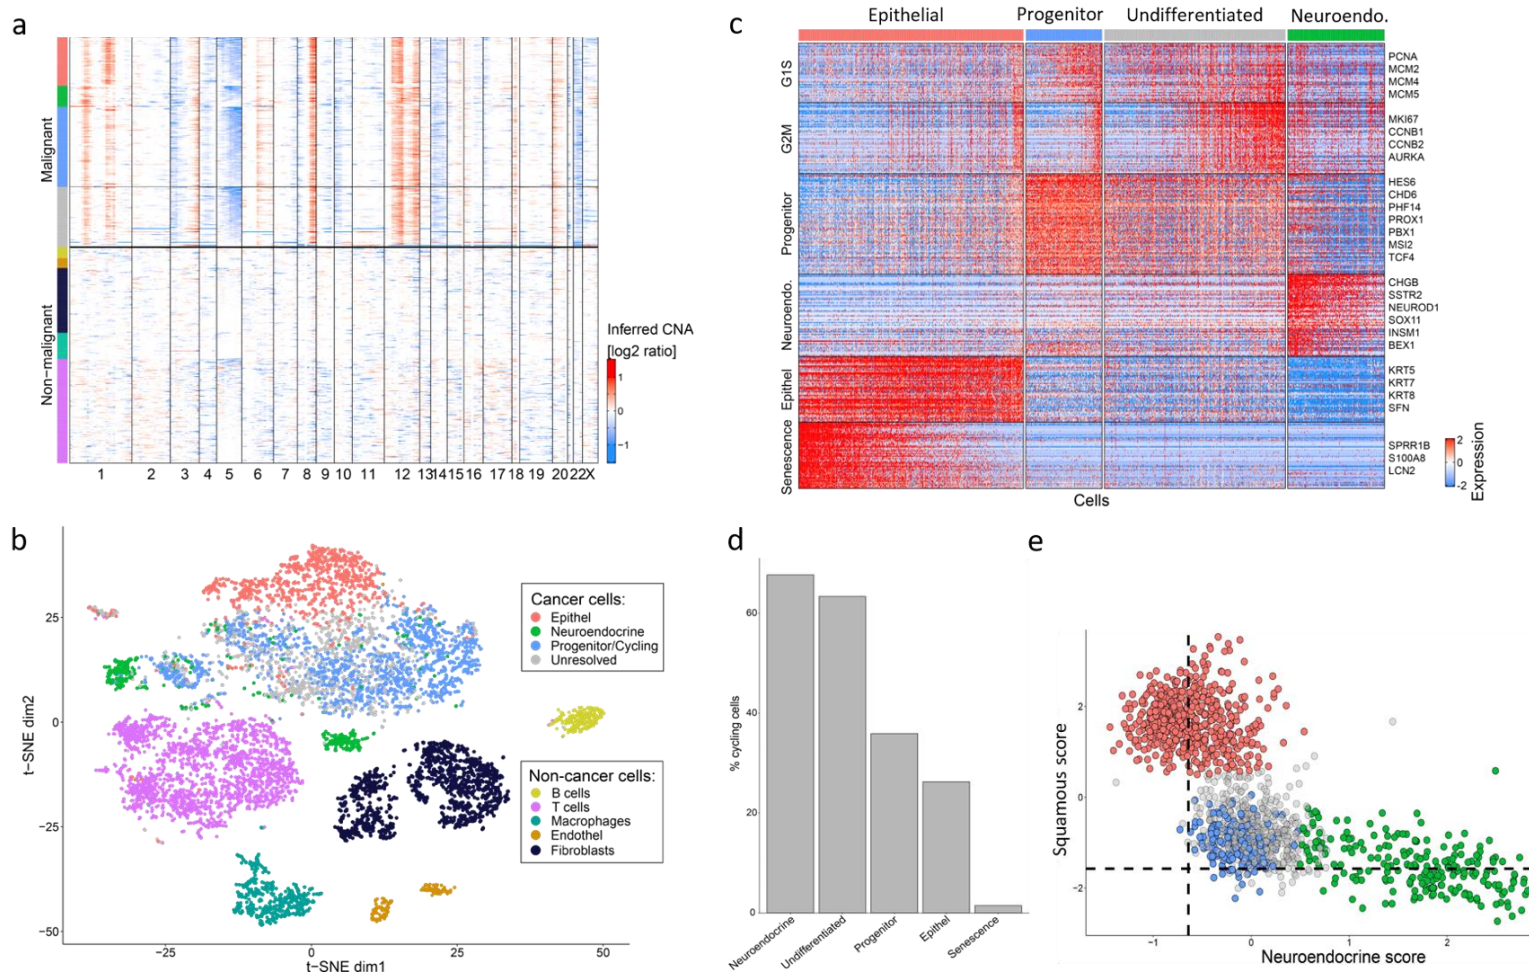 a
Malignant
Non-malignant
Inferred CNA
[log2 ratio]
1
0
−1
1 2 3 4 5 6 7 8 9 10 11 12 13 14 15 16 17 18 19 20 22 X
b
t−SNE dim2
25
0
−25
−50
−25 0 25 50
t−SNE dim1
Cancer cells:
Epithel
Neuroendocrine
Progenitor/Cycling
Unresolved
Non-cancer cells:
B cells
T cells
Macrophages
Endothel
Fibroblasts
c
Epithelial Progenitor Undifferentiated Neuroendo.
G1S
G2M
Progenitor
Neuroendo.
Epithel
Senescence
PCNA
MCM2
MCM4
MCM5
MKI67
CCNB1
CCNB2
AURKA
HES6
CHD6
PHF14
PROX1
PBX1
MSI2
TCF4
CHGB
SSTR2
NEUROD1
SOX11
INSM1
BEX1
KRT5
KRT7
KRT8
SFN
SPRR1B
S100A8
LCN2
Cells
2
0
-2
Expression
d
% cycling cells
60
40
20
0
Neuroendocrine
Undifferentiated
Progenitor
Epithel
Senescence
e
Squamous score
2
0
−2
−1 0 1 2
Neuroendocrine score